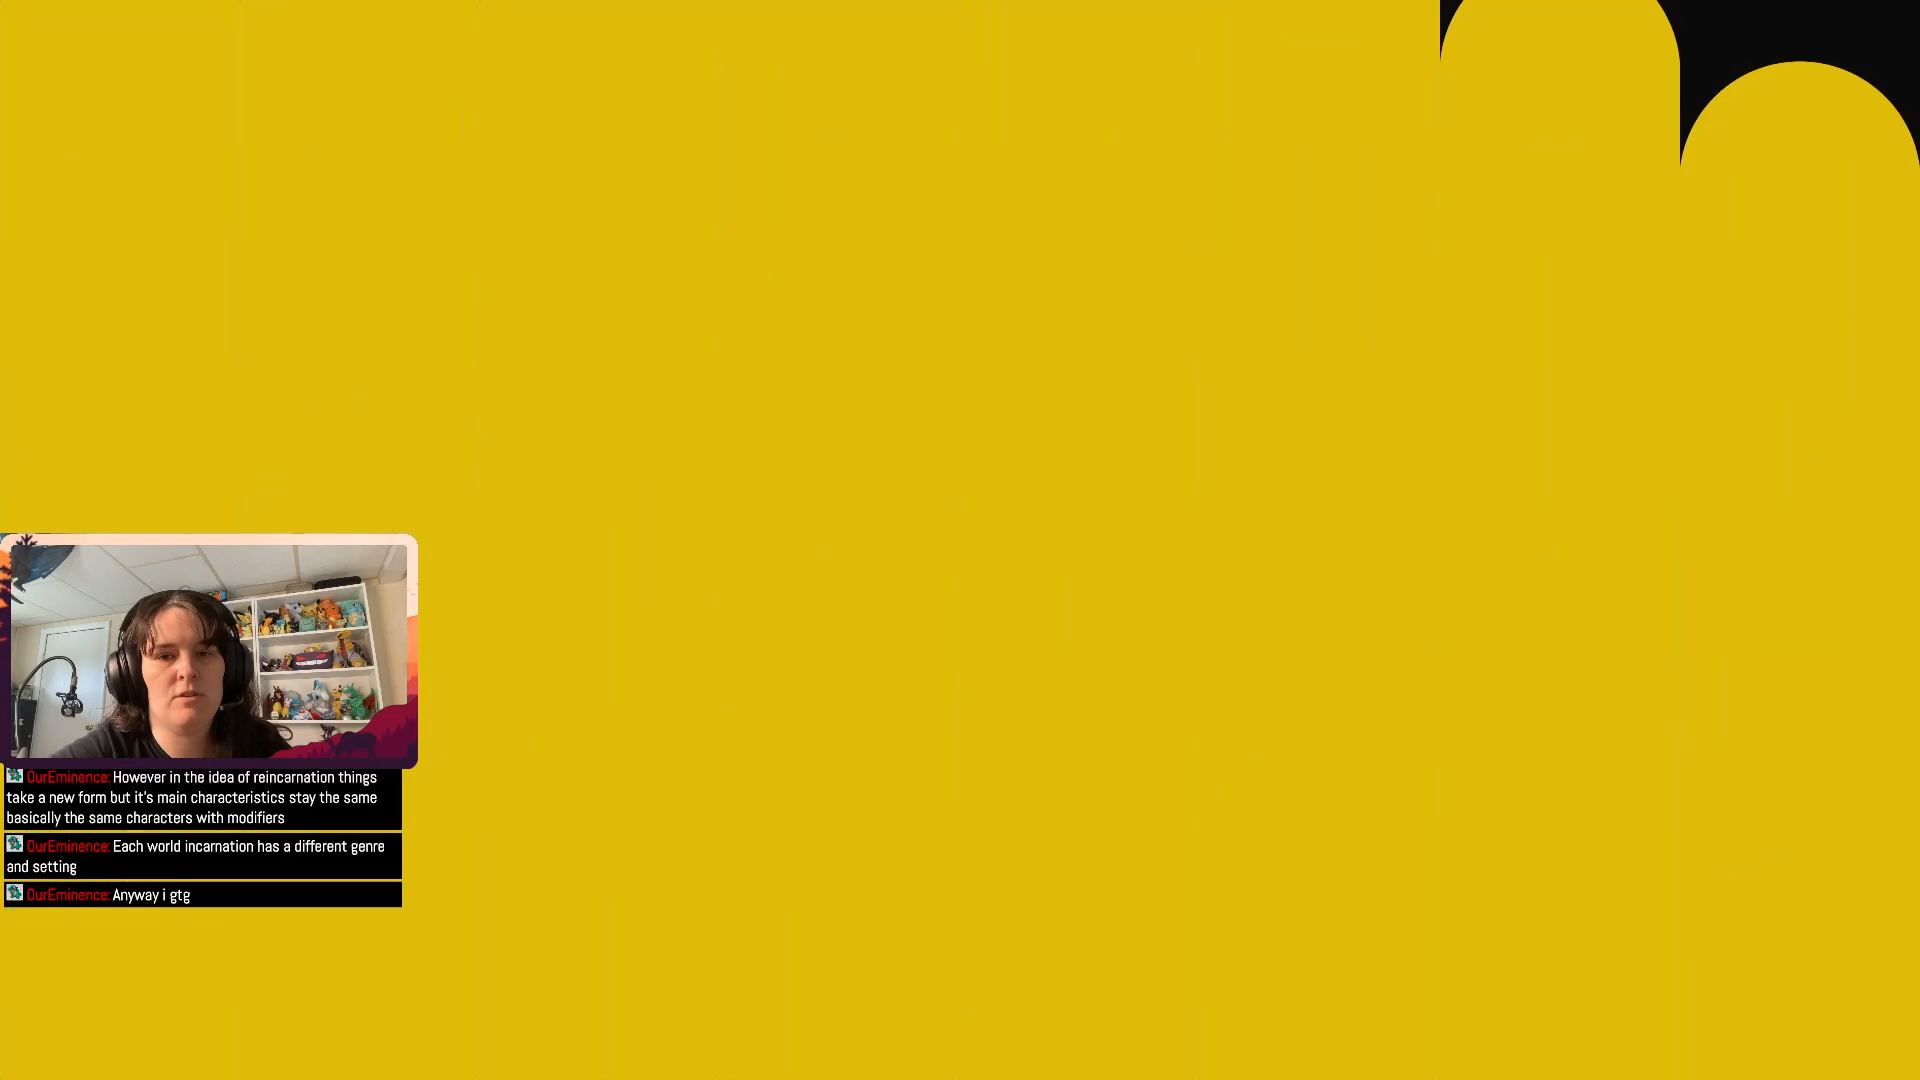 OurEminence: However in the idea of reincarnation things
take a new form but it's main characteristics stay the same
basically the same characters with modifiers
OurEminence: Each world incarnation has a different genre
and setting
OurEminence: Anyway i gtg